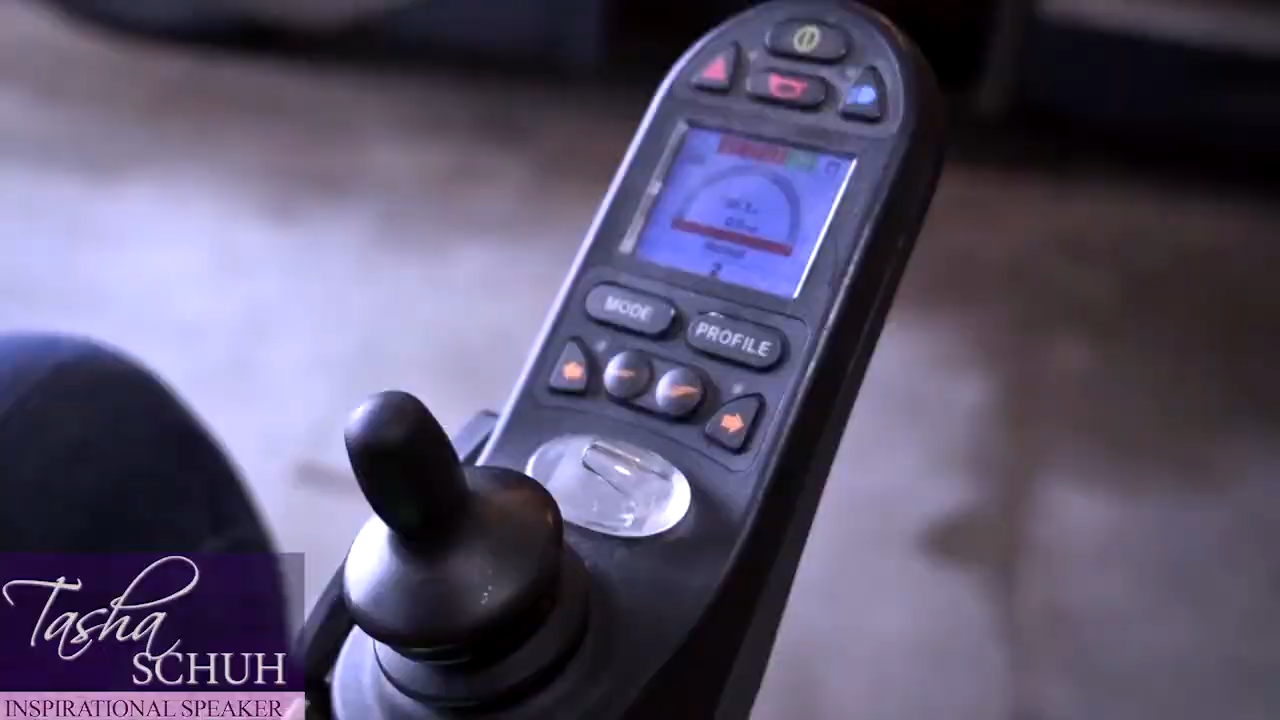 MODE
PROFILE
Tasha
SCHUH
INSPIRATIONAL SPEAKER